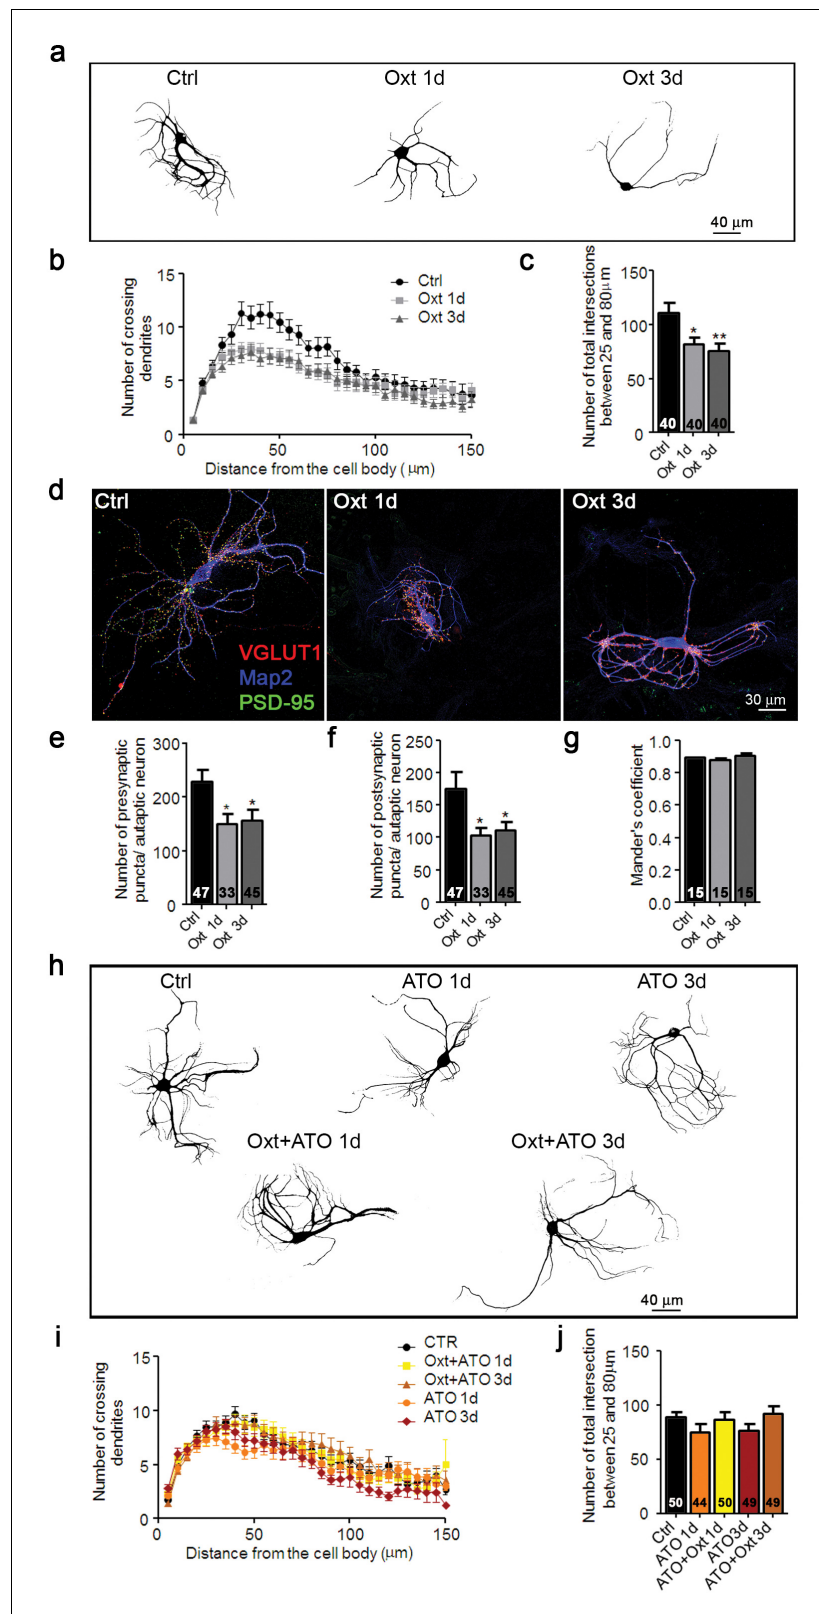 a
Ctrl Oxt 1d Oxt 3d
40 µm
b
Number of crossing
dendrites
15
10
5
0
0 50 100 150
Distance from the cell body ( µm)
Ctrl
Oxt 1d
Oxt 3d
c
Number of total intersections
between 25 and 80µm
150
100
50
0
* **
40 40 40
Ctrl
Oxt 1d
Oxt 3d
d
Ctrl Oxt 1d Oxt 3d
VGLUT1
Map2
PSD-95
30 µm
e
Number of presynaptic
puncta/ autaptic neuron
300
200
100
0
* *
47 33 45
Ctrl
Oxt 1d
Oxt 3d
f
Number of postsynaptic
puncta/ autaptic neuron
250
200
150
100
50
0
* *
47 33 45
Ctrl
Oxt 1d
Oxt 3d
g
Mander's coefficient
1.0
0.8
0.6
0.4
0.2
0.0
15 15 15
Ctrl
Oxt 1d
Oxt 3d
h
Ctrl ATO 1d ATO 3d
Oxt+ATO 1d Oxt+ATO 3d
40 µm
i
Number of crossing
dendrites
15
10
5
0
0 50 100 150
Distance from the cell body (µm)
CTR
Oxt+ATO 1d
Oxt+ATO 3d
ATO 1d
ATO 3d
j
Number of total intersection
between 25 and 80µm
150
100
50
0
50 44 50 49 49
Ctrl
ATO 1d
ATO+Oxt 1d
ATO3d
ATO+Oxt 3d